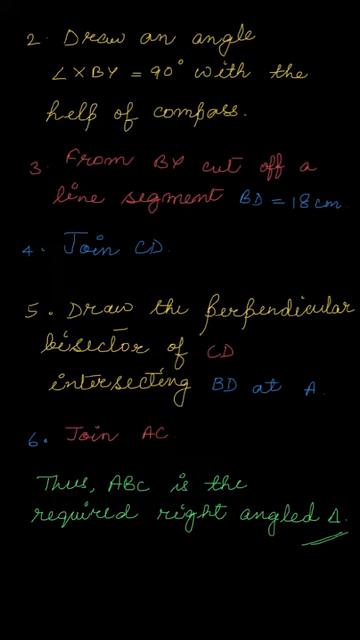 2. Draw an angle
∠XBY = 90° with the
help of compass.
3. From BY cut off a
line segment BD = 18 cm
4. Join CD.
5. Draw the perpendicular
bisector of CD
intersecting BD at A.
6. Join AC.
Thus, ABC is the
required right angled Δ.